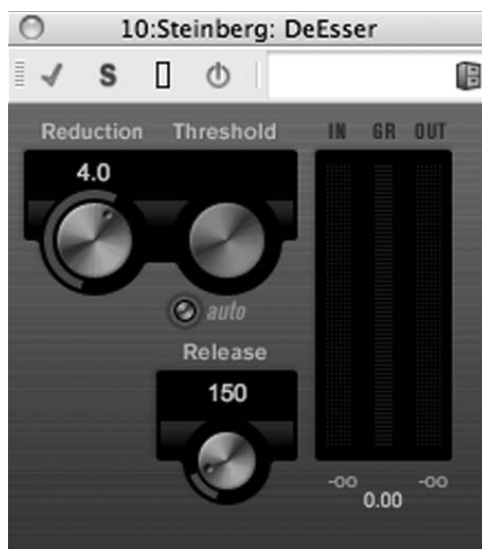 10:Steinberg: DeEsser
S
Reduction Threshold IN GR OUT
4.0
auto
Release
150
-oo -oo
0.00